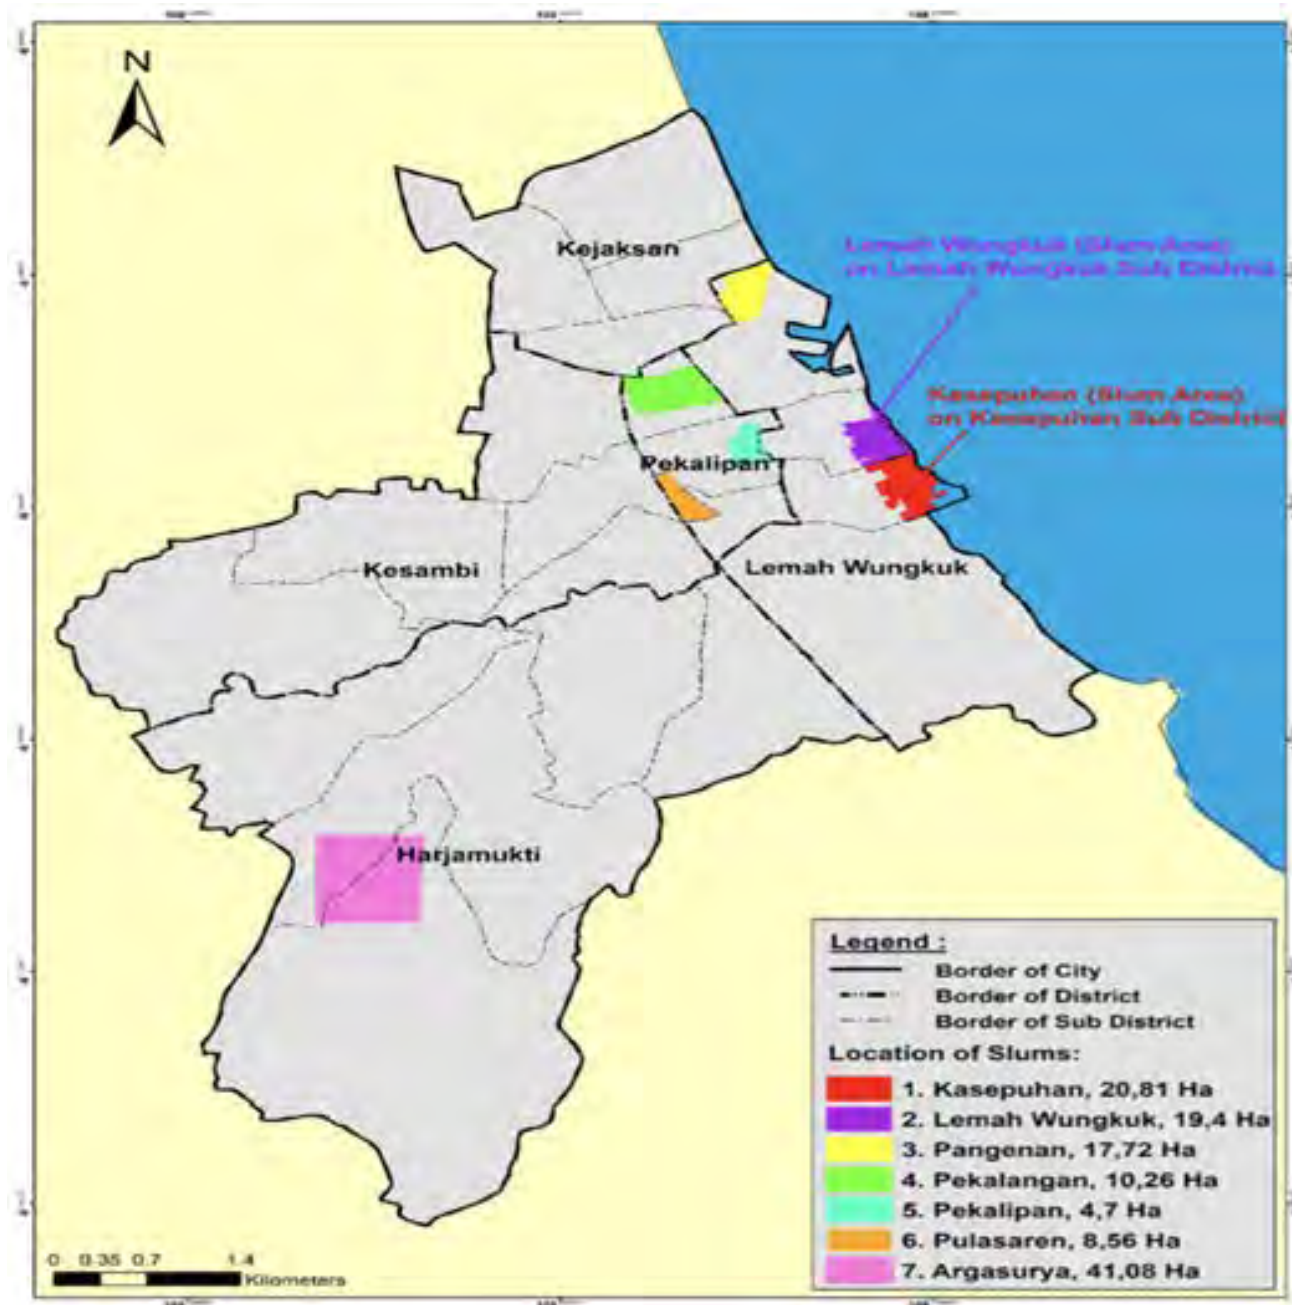 N
Kejaksan
Lemah Wungkuk (Slum Area)
on Lemah Wungkuk Sub District
Kasepuhan (Slum Area)
on Kasepuhan Sub District
Pekalipan
Kesambi
Lemah Wungkuk
Harjamukti
Legend :
Border of City
Border of District
Border of Sub District
Location of Slums:
1. Kasepuhan, 20,81 Ha
2. Lemah Wungkuk, 19,4 Ha
3. Pangenan, 17,72 Ha
4. Pekalangan, 10,26 Ha
5. Pekalipan, 4,7 Ha
6. Pulasaren, 8,56 Ha
7. Argasurya, 41,08 Ha
0 0.35 0.7 1.4
Kilometers